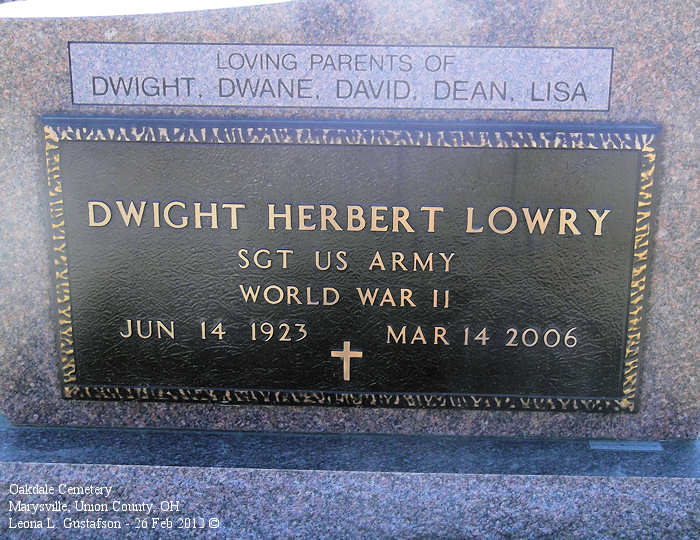 LOVING PARENTS OF
DWIGHT, DWANE, DAVID, DEAN, LISA
DWIGHT HERBERT LOWRY
SGT US ARMY
WORLD WAR II
JUN 14 1923 MAR 14 2006
Oakdale Cemetery
Marysville, Union County, OH
Leona L. Gustafson - 26 Feb 2013 ©